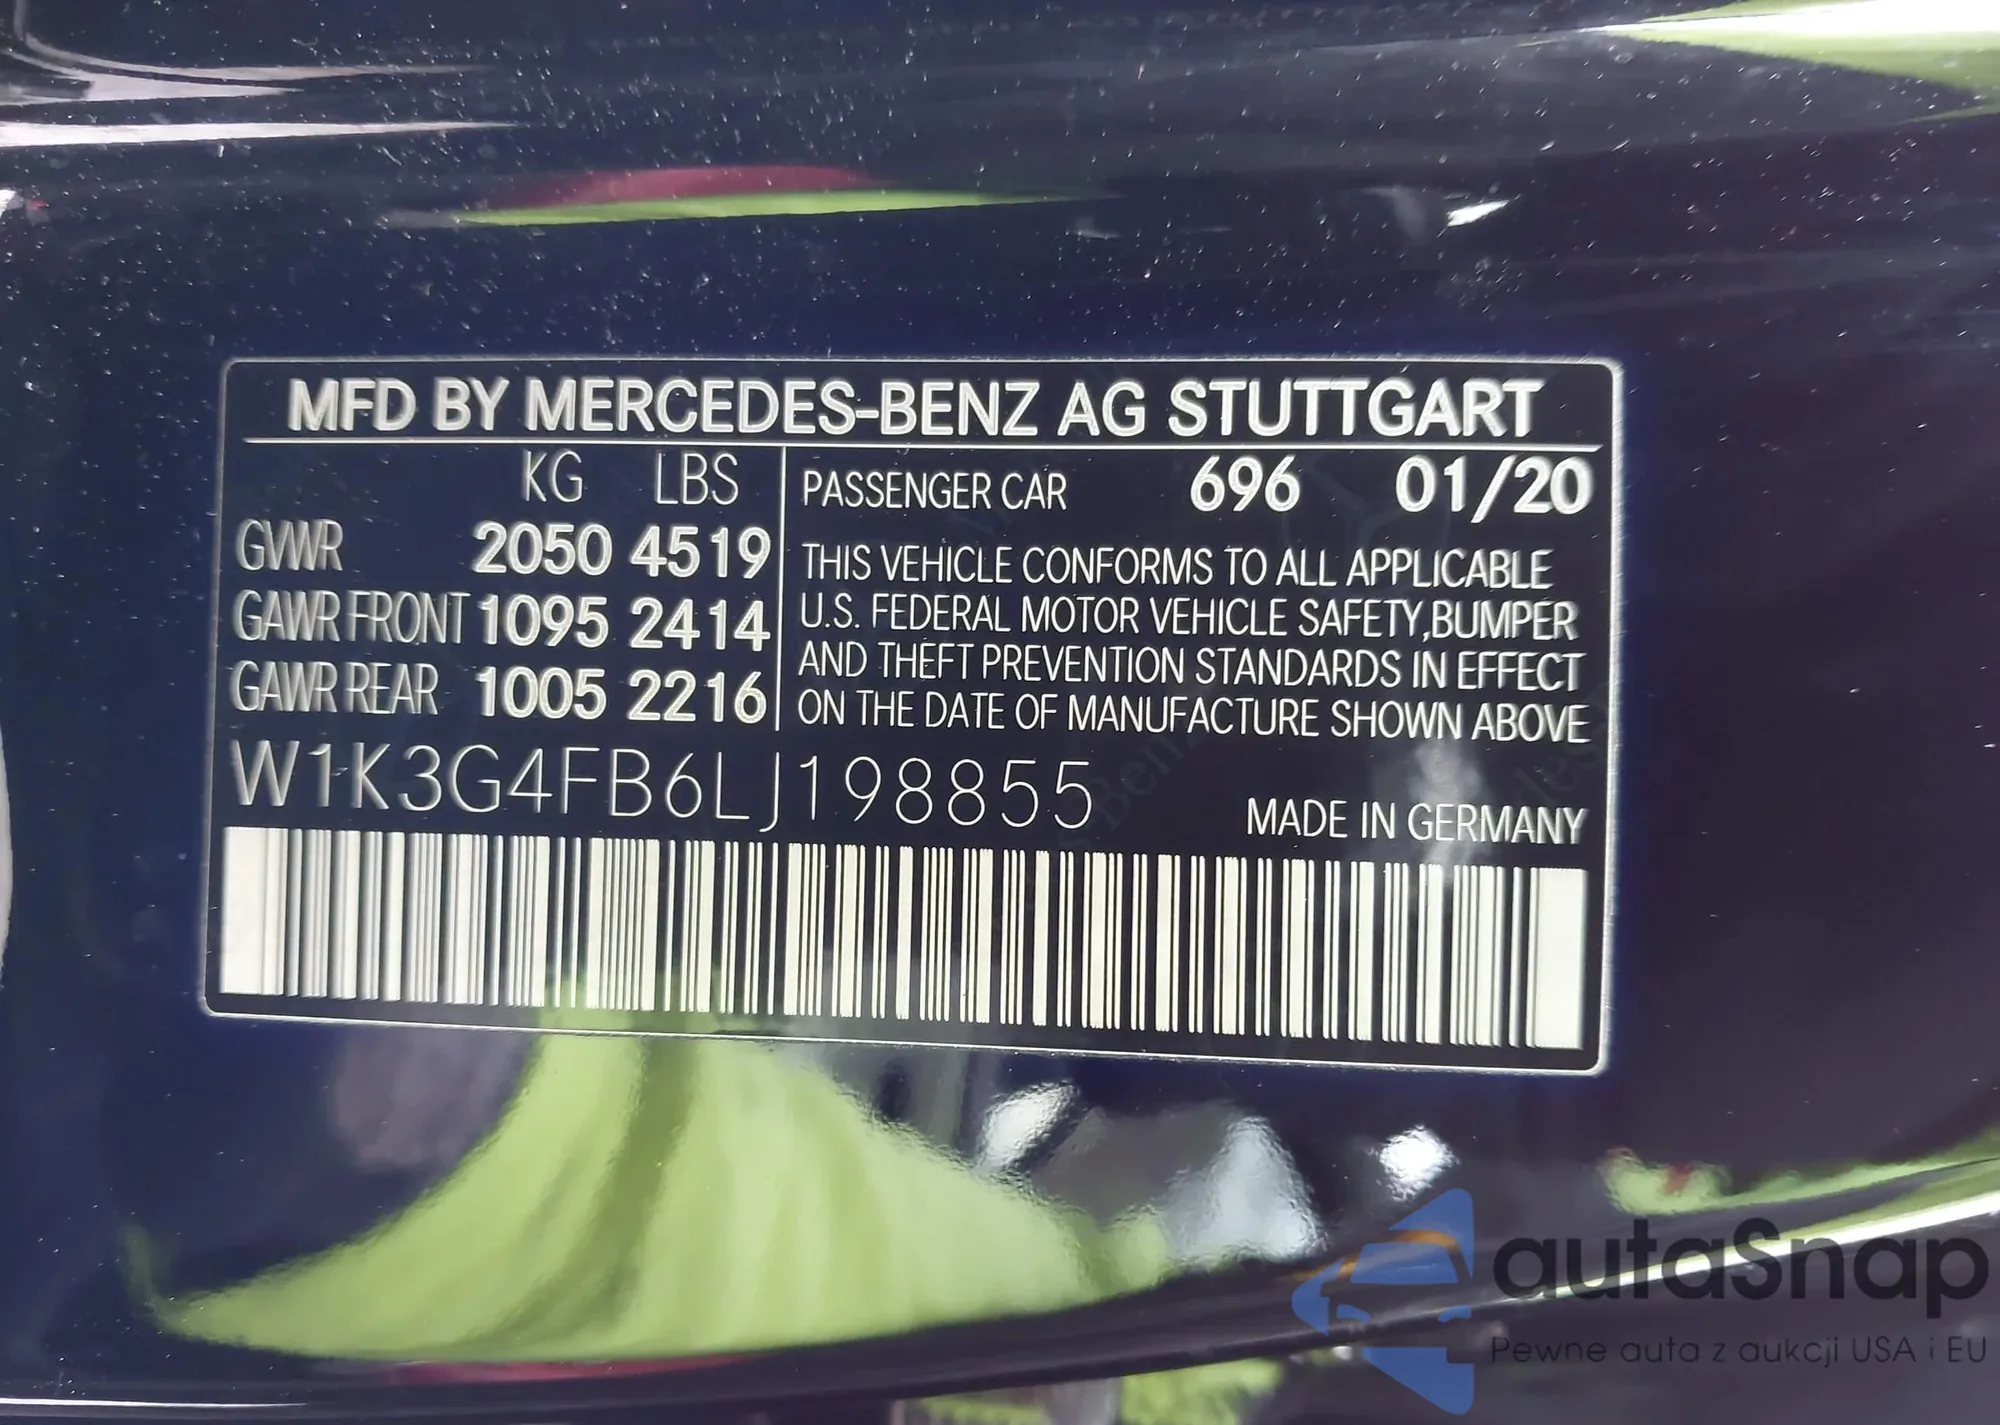 MFD BY MERCEDES-BENZ AG STUTTGART
KG LBS
GVWR 2050 4519
GAWR FRONT 1095 2414
GAWR REAR 1005 2216
PASSENGER CAR 696 01/20
THIS VEHICLE CONFORMS TO ALL APPLICABLE
U.S. FEDERAL MOTOR VEHICLE SAFETY,BUMPER
AND THEFT PREVENTION STANDARDS IN EFFECT
ON THE DATE OF MANUFACTURE SHOWN ABOVE
W1K3G4FB6LJ198855
MADE IN GERMANY
autaSnap
Pewne auta z aukcji USA i EU